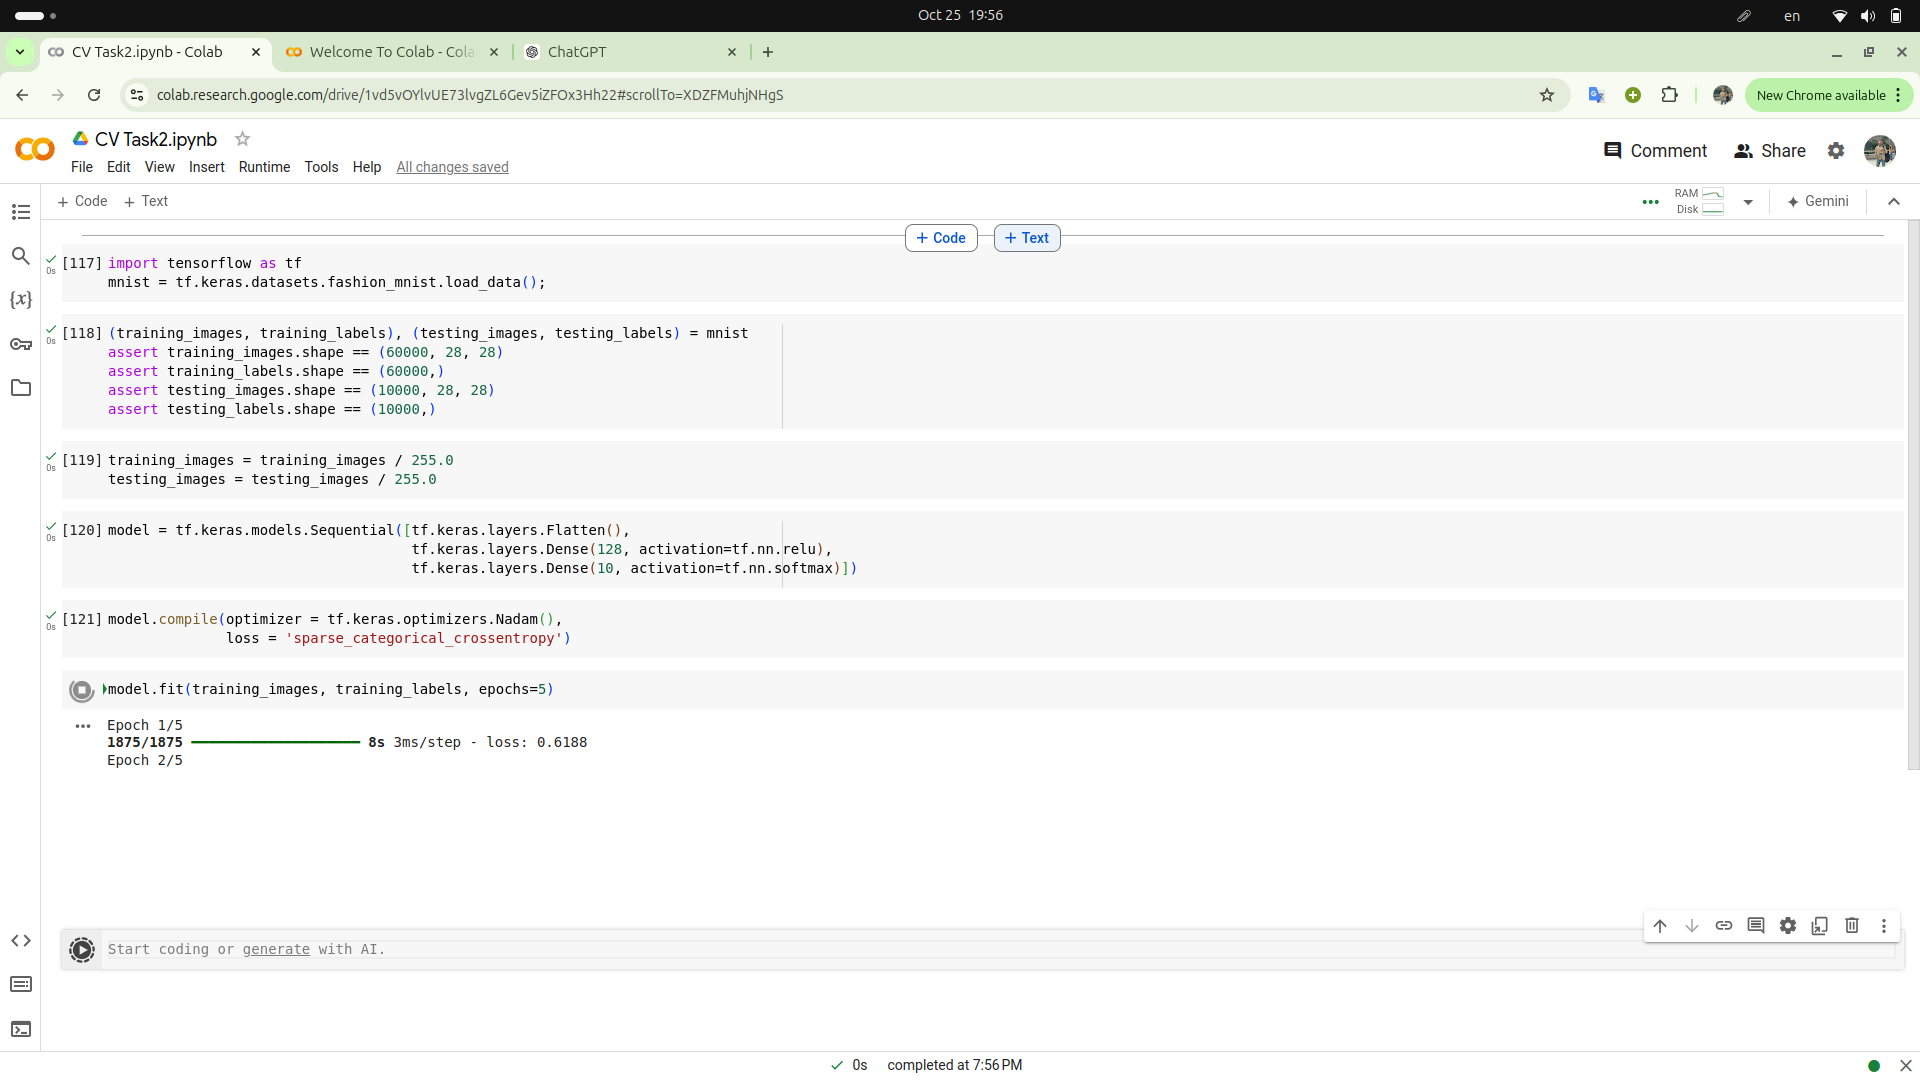 Oct 25 19:56
en
CV Task2.ipynb - Colab
Welcome To Colab - Cola
ChatGPT
colab.research.google.com/drive/1vd5vOYlvUE73lvgZL6Gev5iZFOx3Hh22#scrollTo=XDZFMuhjNHgS
New Chrome available
CV Task2.ipynb
File Edit View Insert Runtime Tools Help All changes saved
Comment
Share
+ Code + Text
RAM
Disk
Gemini
+ Code + Text
[117] import tensorflow as tf
mnist = tf.keras.datasets.fashion_mnist.load_data();
0s
[118] (training_images, training_labels), (testing_images, testing_labels) = mnist
0s
assert training_images.shape == (60000, 28, 28)
assert training_labels.shape == (60000,)
assert testing_images.shape == (10000, 28, 28)
assert testing_labels.shape == (10000,)
[119] training_images = training_images / 255.0
0s
testing_images = testing_images / 255.0
[120] model = tf.keras.models.Sequential([tf.keras.layers.Flatten(),
0s
tf.keras.layers.Dense(128, activation=tf.nn.relu),
tf.keras.layers.Dense(10, activation=tf.nn.softmax)])
[121] model.compile(optimizer = tf.keras.optimizers.Nadam(),
0s
loss = 'sparse_categorical_crossentropy')
model.fit(training_images, training_labels, epochs=5)
Epoch 1/5
1875/1875 ━━━━━━━━━━━━━━━━━━━━ 8s 3ms/step - loss: 0.6188
Epoch 2/5
Start coding or generate with AI.
0s completed at 7:56 PM